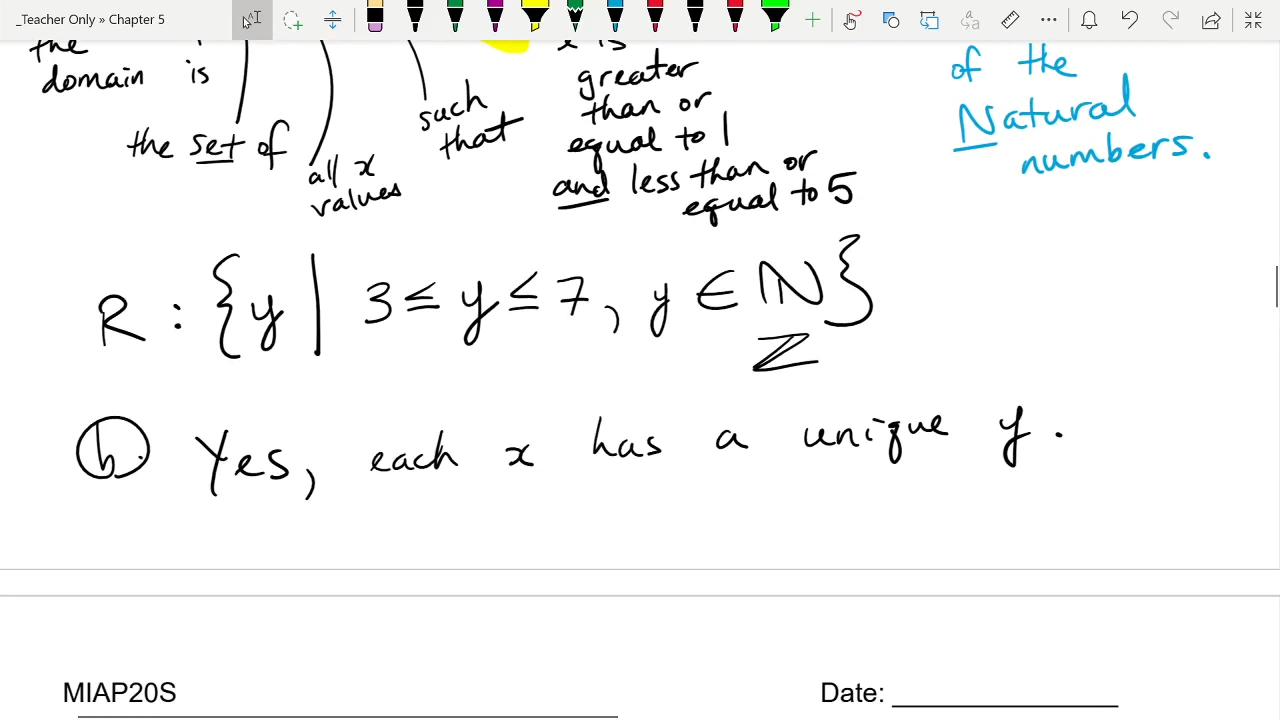 _Teacher Only » Chapter 5
the
domain is
the set of
all x
values
such
that
x is
greater
than or
equal to 1
and less than or
equal to 5
of the
Natural
numbers.
R : {y | 3 ≤ y ≤ 7, y ∈ ℕ}
ℤ
b. Yes, each x has a unique y.
MIAP20S
Date: